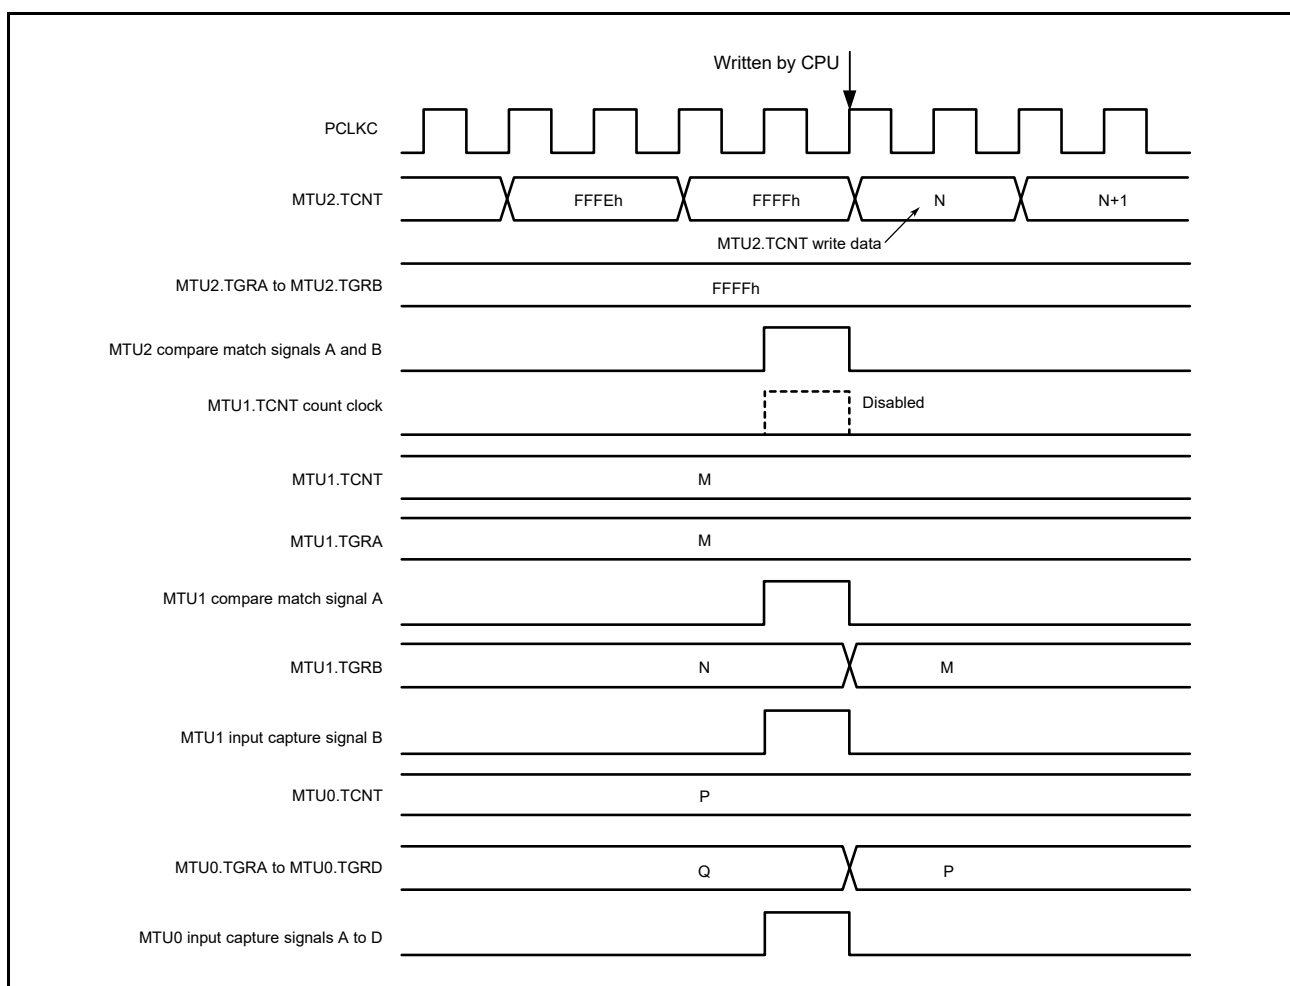 Written by CPU
PCLKC
MTU2.TCNT
FFFEh
FFFFh
N
N+1
MTU2.TCNT write data
MTU2.TGRA to MTU2.TGRB
FFFFh
MTU2 compare match signals A and B
MTU1.TCNT count clock
Disabled
MTU1.TCNT
M
MTU1.TGRA
M
MTU1 compare match signal A
MTU1.TGRB
N
M
MTU1 input capture signal B
MTU0.TCNT
P
MTU0.TGRA to MTU0.TGRD
Q
P
MTU0 input capture signals A to D